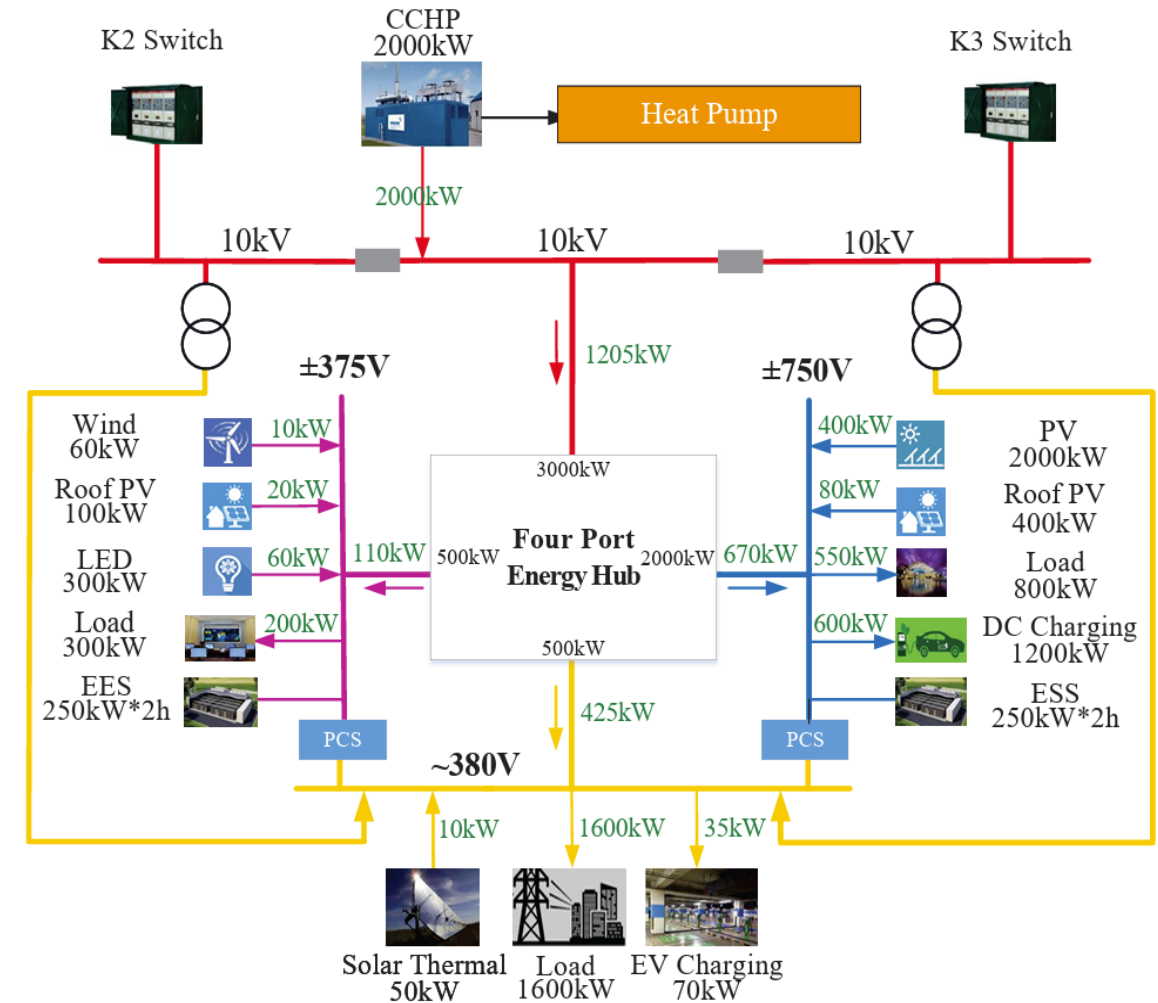 CCHP
2000kW
K2 Switch
K3 Switch
Heat Pump
2000kW
10kV
10kV
10kV
1205kW
±375V
±750V
Wind
60kW
10kW
400kW
PV
2000kW
3000kW
Roof PV
100kW
20kW
80kW
Roof PV
400kW
Four Port
Energy Hub
500kW
2000kW
110kW
670kW
LED
300kW
60kW
550kW
Load
800kW
Load
300kW
200kW
600kW
DC Charging
1200kW
500kW
EES
250kW*2h
ESS
250kW*2h
425kW
PCS
PCS
~380V
10kW
1600kW
35kW
Solar Thermal
50kW
Load
1600kW
EV Charging
70kW